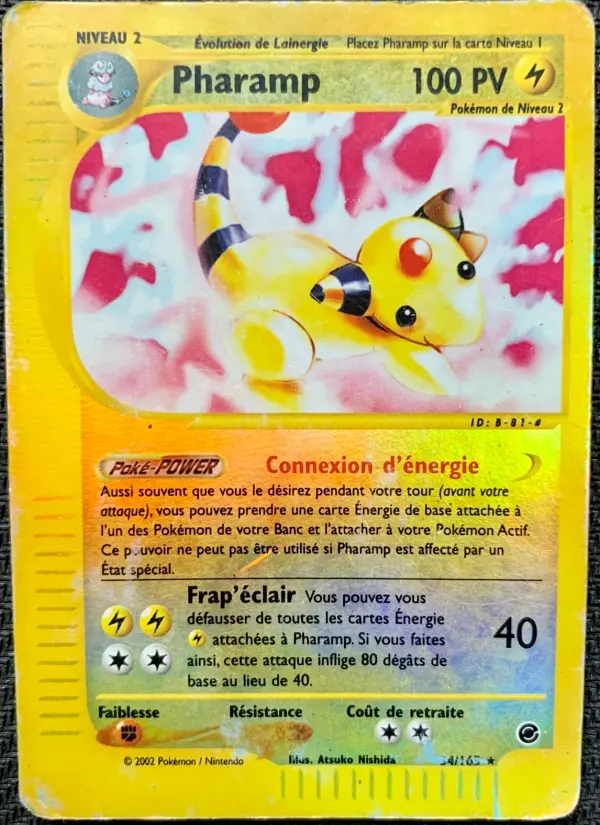 NIVEAU 2 Évolution de Lainergie Placez Pharamp sur la carte Niveau 1
Pharamp 100 PV
Pokémon de Niveau 2
ID: B-81-#
Poké-POWER Connexion d'énergie
Aussi souvent que vous le désirez pendant votre tour (avant votre
attaque), vous pouvez prendre une carte Énergie de base attachée à
l'un des Pokémon de votre Banc et l'attacher à votre Pokémon Actif.
Ce pouvoir ne peut pas être utilisé si Pharamp est affecté par un
État spécial.
Frap'éclair Vous pouvez vous
défausser de toutes les cartes Énergie
attachées à Pharamp. Si vous faites
ainsi, cette attaque inflige 80 dégâts de
base au lieu de 40.
40
Faiblesse Résistance Coût de retraite
© 2002 Pokémon / Nintendo Illus. Atsuko Nishida